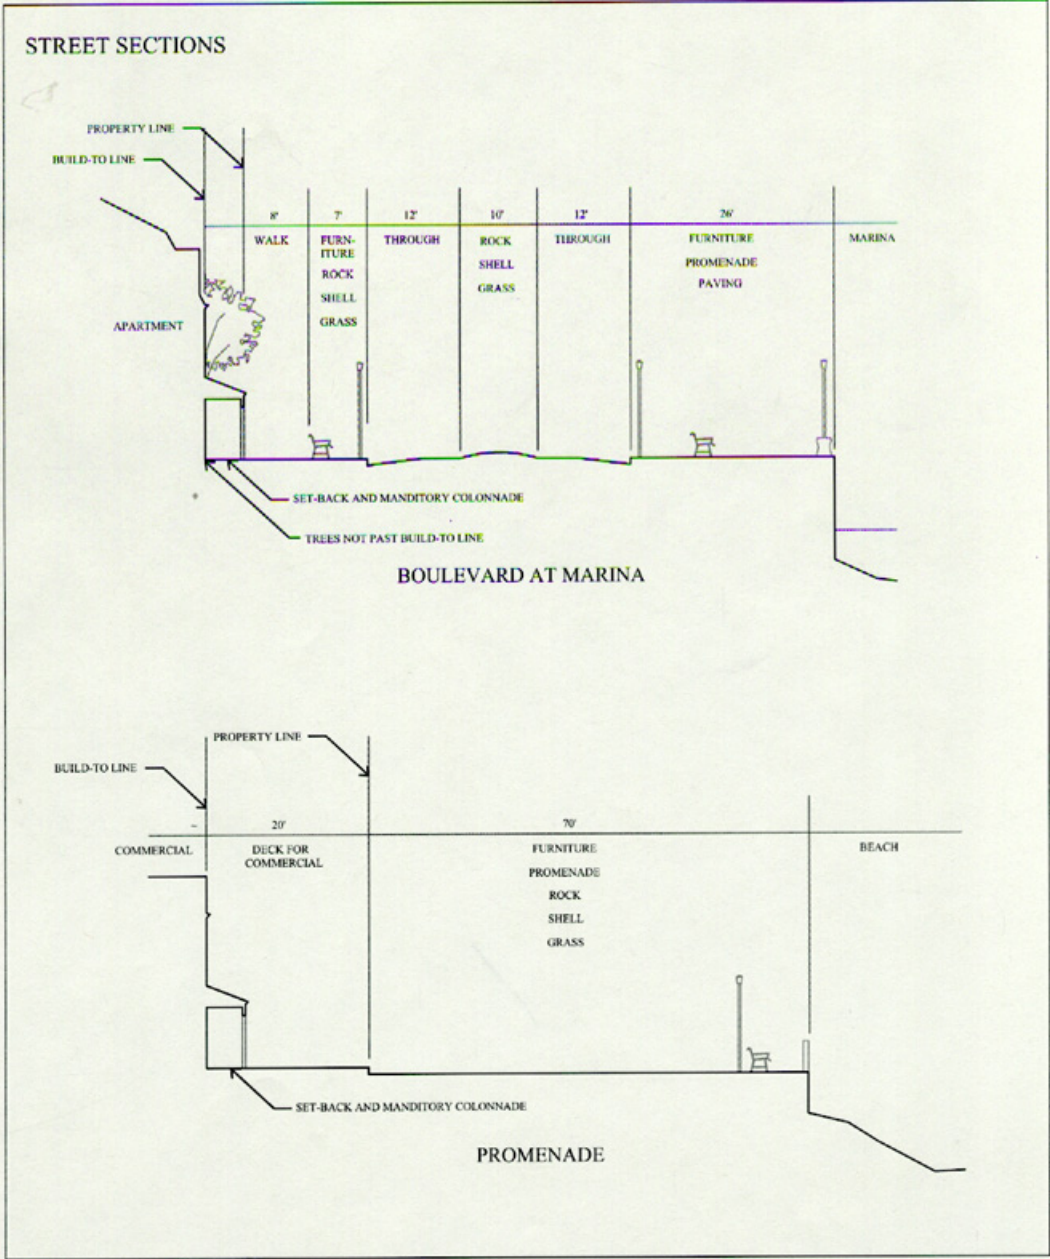 STREET SECTIONS
PROPERTY LINE
BUILD-TO LINE
8'
7'
12'
10'
12'
26'
WALK
FURN-
ITURE
ROCK
SHELL
GRASS
THROUGH
ROCK
SHELL
GRASS
THROUGH
FURNITURE
PROMENADE
PAVING
MARINA
APARTMENT
SET-BACK AND MANDITORY COLONNADE
TREES NOT PAST BUILD-TO LINE
BOULEVARD AT MARINA
PROPERTY LINE
BUILD-TO LINE
20'
70'
COMMERCIAL
DECK FOR
COMMERCIAL
FURNITURE
PROMENADE
ROCK
SHELL
GRASS
BEACH
SET-BACK AND MANDITORY COLONNADE
PROMENADE